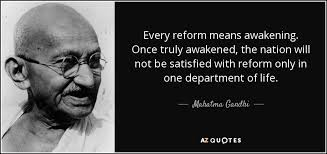 Every reform means awakening.
Once truly awakened, the nation will
not be satisfied with reform only in
one department of life.
Mahatma Gandhi
AZ QUOTES